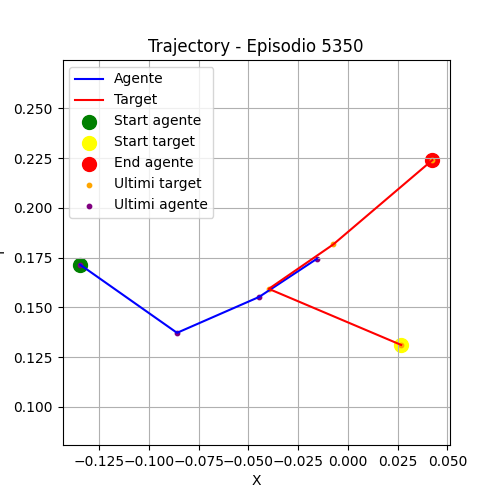 Trajectory - Episodio 5350
Agente
Target
Start agente
Start target
End agente
Ultimi target
Ultimi agente
0.250
0.225
0.200
0.175
0.150
0.125
0.100
−0.125 −0.100 −0.075 −0.050 −0.025 0.000 0.025 0.050
X